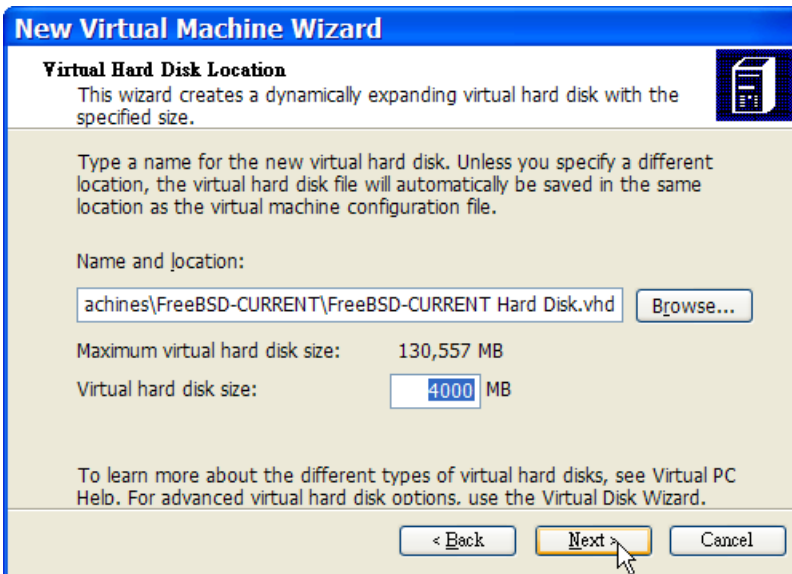 New Virtual Machine Wizard
Virtual Hard Disk Location
This wizard creates a dynamically expanding virtual hard disk with the
specified size.
Type a name for the new virtual hard disk. Unless you specify a different
location, the virtual hard disk file will automatically be saved in the same
location as the virtual machine configuration file.
Name and location:
achines\FreeBSD-CURRENT\FreeBSD-CURRENT Hard Disk.vhd Browse...
Maximum virtual hard disk size: 130,557 MB
Virtual hard disk size: 4000 MB
To learn more about the different types of virtual hard disks, see Virtual PC
Help. For advanced virtual hard disk options, use the Virtual Disk Wizard.
< Back Next > Cancel